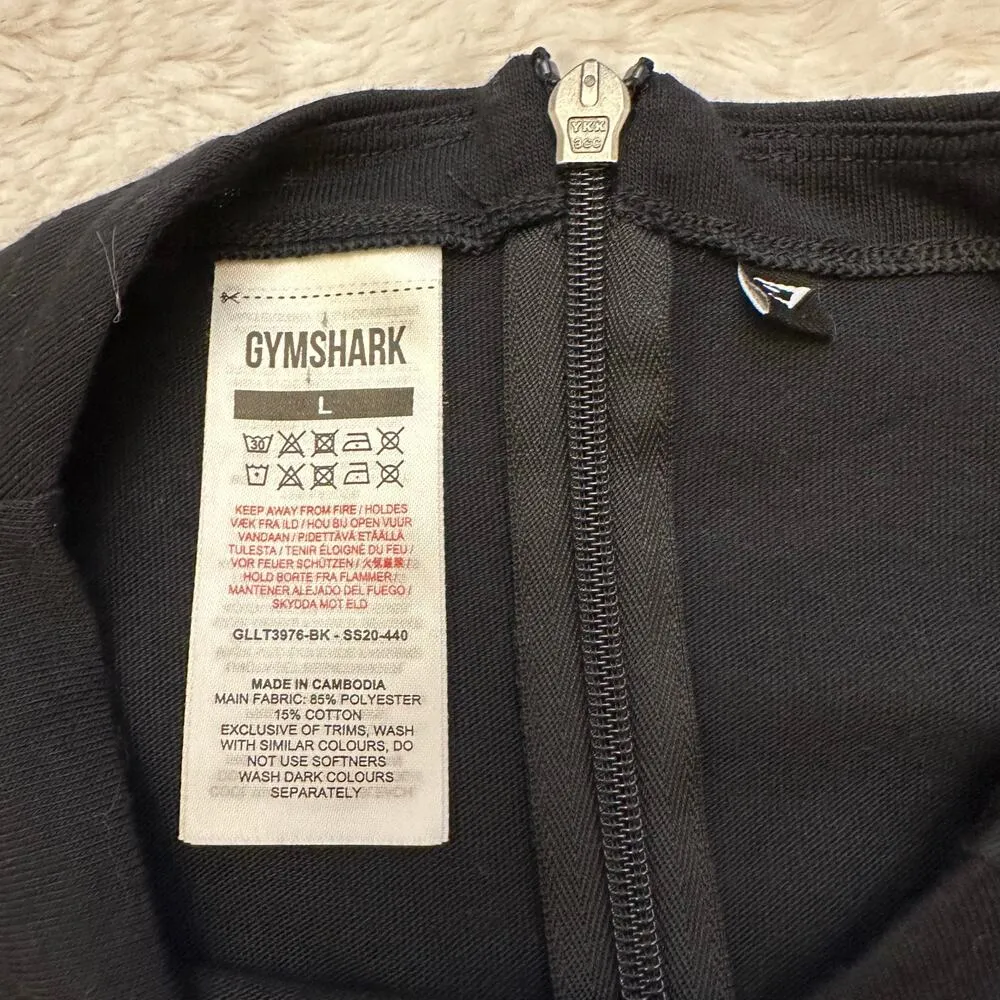 YKK
3CC
GYMSHARK
L
30
KEEP AWAY FROM FIRE / HOLDES
VÆK FRA ILD / HOU BIJ OPEN VUUR
VANDAAN / PIDETTÄVÄ ETÄÄLLÄ
TULESTA / TENIR ÉLOIGNÉ DU FEU /
VOR FEUER SCHÜTZEN / 火気厳禁 /
HOLD BORTE FRA FLAMMER /
MANTENER ALEJADO DEL FUEGO /
SKYDDA MOT ELD
GLLT3976-BK - SS20-440
MADE IN CAMBODIA
MAIN FABRIC: 85% POLYESTER
15% COTTON
EXCLUSIVE OF TRIMS, WASH
WITH SIMILAR COLOURS, DO
NOT USE SOFTNERS
WASH DARK COLOURS
SEPARATELY